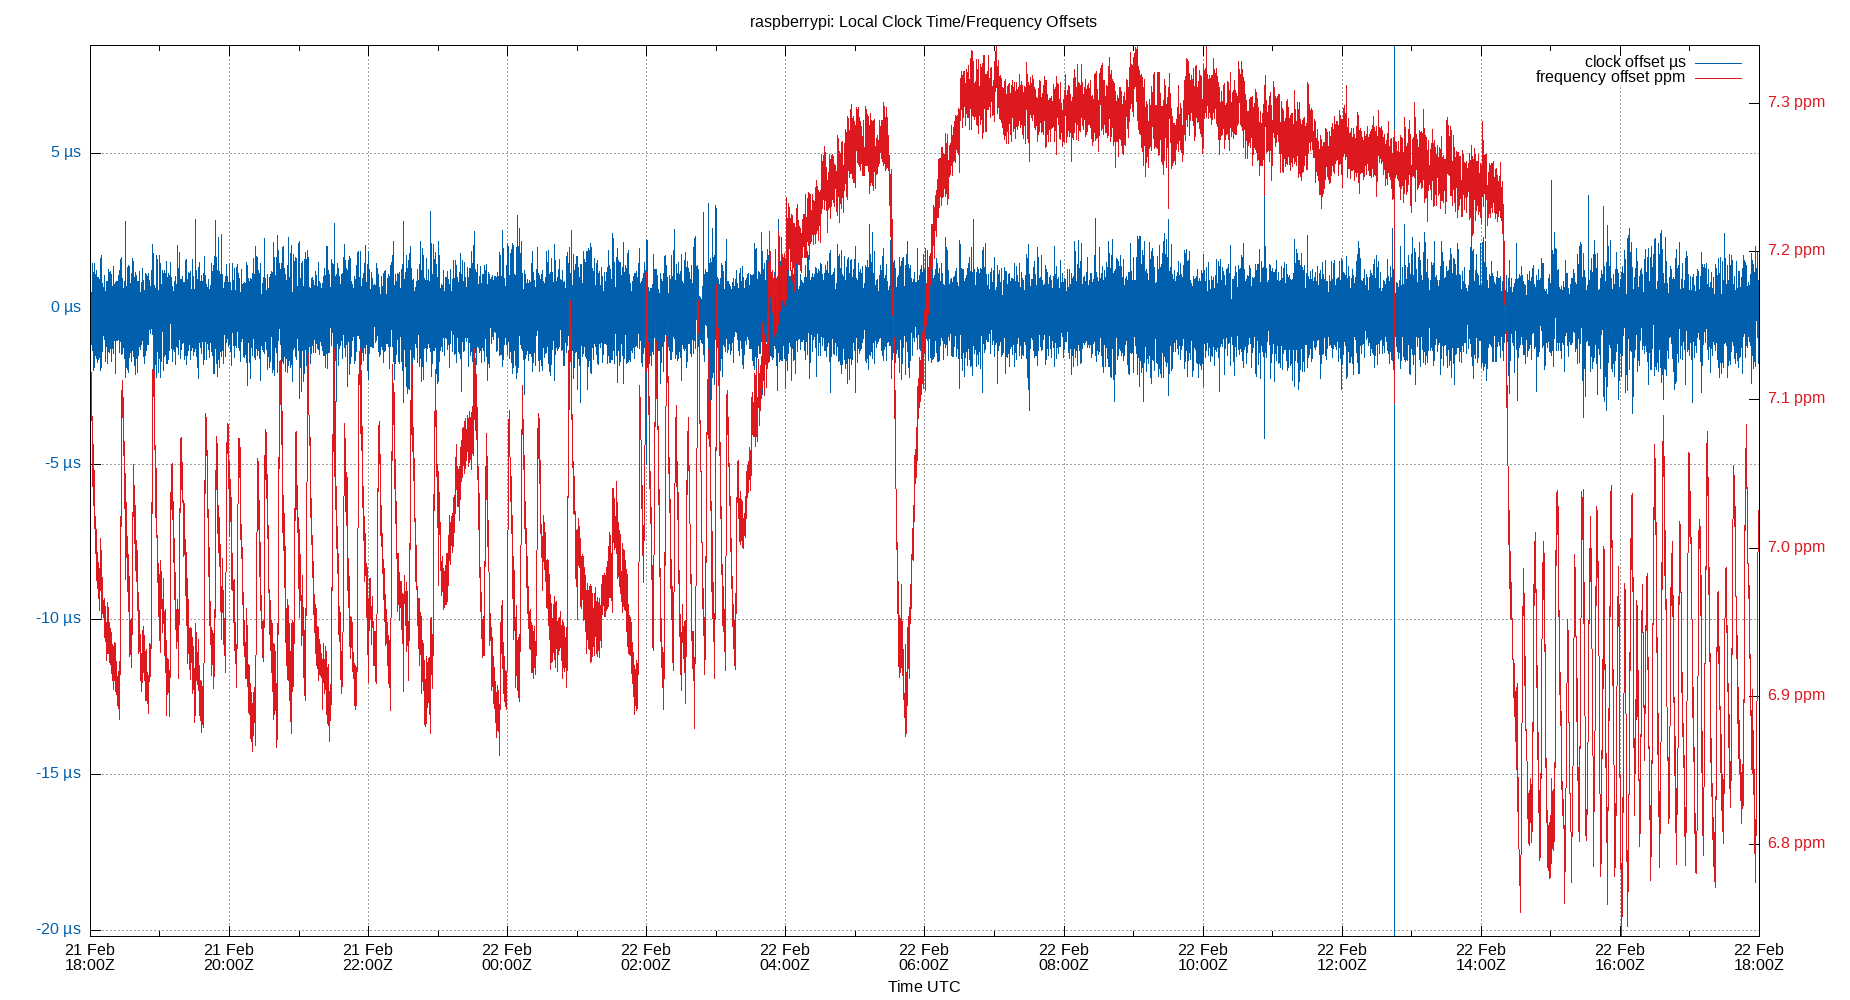 raspberrypi: Local Clock Time/Frequency Offsets
clock offset µs
frequency offset ppm
5 µs
0 µs
-5 µs
-10 µs
-15 µs
-20 µs
7.3 ppm
7.2 ppm
7.1 ppm
7.0 ppm
6.9 ppm
6.8 ppm
21 Feb 21 Feb 21 Feb 22 Feb 22 Feb 22 Feb 22 Feb 22 Feb 22 Feb 22 Feb 22 Feb 22 Feb 22 Feb
18:00Z 20:00Z 22:00Z 00:00Z 02:00Z 04:00Z 06:00Z 08:00Z 10:00Z 12:00Z 14:00Z 16:00Z 18:00Z
Time UTC